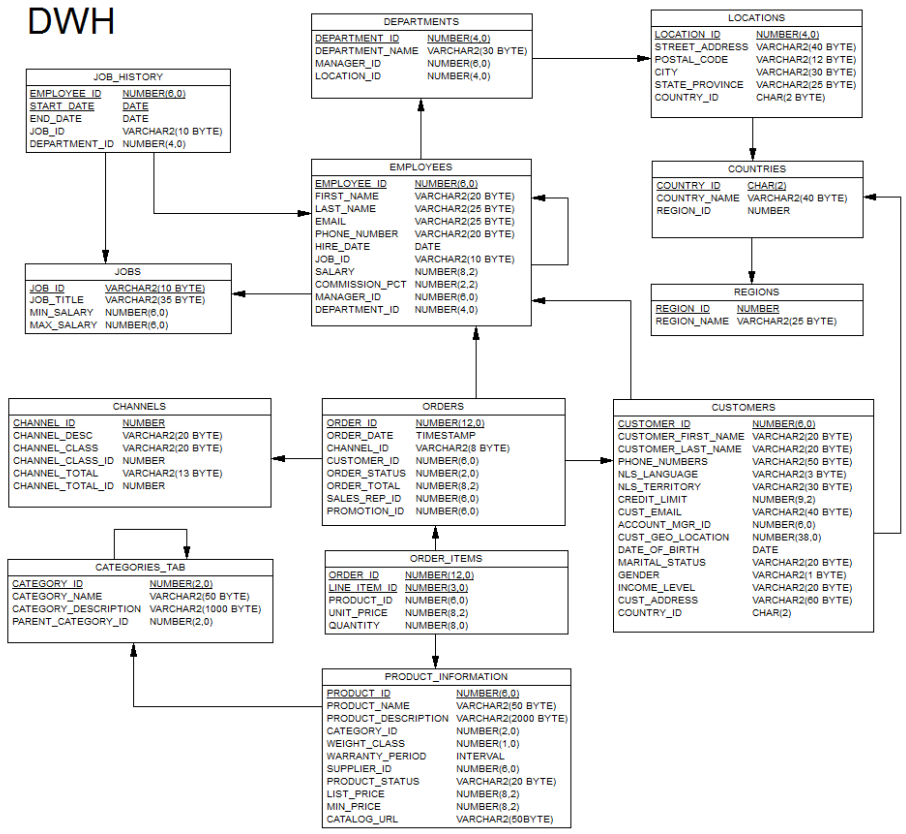 DWH
DEPARTMENTS
DEPARTMENT_ID NUMBER(4,0)
DEPARTMENT_NAME VARCHAR2(30 BYTE)
MANAGER_ID NUMBER(6,0)
LOCATION_ID NUMBER(4,0)
LOCATIONS
LOCATION_ID NUMBER(4,0)
STREET_ADDRESS VARCHAR2(40 BYTE)
POSTAL_CODE VARCHAR2(12 BYTE)
CITY VARCHAR2(30 BYTE)
STATE_PROVINCE VARCHAR2(25 BYTE)
COUNTRY_ID CHAR(2 BYTE)
JOB_HISTORY
EMPLOYEE_ID NUMBER(6,0)
START_DATE DATE
END_DATE DATE
JOB_ID VARCHAR2(10 BYTE)
DEPARTMENT_ID NUMBER(4,0)
EMPLOYEES
EMPLOYEE_ID NUMBER(6,0)
FIRST_NAME VARCHAR2(20 BYTE)
LAST_NAME VARCHAR2(25 BYTE)
EMAIL VARCHAR2(25 BYTE)
PHONE_NUMBER VARCHAR2(20 BYTE)
HIRE_DATE DATE
JOB_ID VARCHAR2(10 BYTE)
SALARY NUMBER(8,2)
COMMISSION_PCT NUMBER(2,2)
MANAGER_ID NUMBER(6,0)
DEPARTMENT_ID NUMBER(4,0)
COUNTRIES
COUNTRY_ID CHAR(2)
COUNTRY_NAME VARCHAR2(40 BYTE)
REGION_ID NUMBER
JOBS
JOB_ID VARCHAR2(10 BYTE)
JOB_TITLE VARCHAR2(35 BYTE)
MIN_SALARY NUMBER(6,0)
MAX_SALARY NUMBER(6,0)
REGIONS
REGION_ID NUMBER
REGION_NAME VARCHAR2(25 BYTE)
CHANNELS
CHANNEL_ID NUMBER
CHANNEL_DESC VARCHAR2(20 BYTE)
CHANNEL_CLASS VARCHAR2(20 BYTE)
CHANNEL_CLASS_ID NUMBER
CHANNEL_TOTAL VARCHAR2(13 BYTE)
CHANNEL_TOTAL_ID NUMBER
ORDERS
ORDER_ID NUMBER(12,0)
ORDER_DATE TIMESTAMP
CHANNEL_ID VARCHAR2(8 BYTE)
CUSTOMER_ID NUMBER(6,0)
ORDER_STATUS NUMBER(2,0)
ORDER_TOTAL NUMBER(8,2)
SALES_REP_ID NUMBER(6,0)
PROMOTION_ID NUMBER(6,0)
CUSTOMERS
CUSTOMER_ID NUMBER(6,0)
CUSTOMER_FIRST_NAME VARCHAR2(20 BYTE)
CUSTOMER_LAST_NAME VARCHAR2(20 BYTE)
PHONE_NUMBERS VARCHAR2(50 BYTE)
NLS_LANGUAGE VARCHAR2(3 BYTE)
NLS_TERRITORY VARCHAR2(30 BYTE)
CREDIT_LIMIT NUMBER(9,2)
CUST_EMAIL VARCHAR2(40 BYTE)
ACCOUNT_MGR_ID NUMBER(6,0)
CUST_GEO_LOCATION NUMBER(38,0)
DATE_OF_BIRTH DATE
MARITAL_STATUS VARCHAR2(20 BYTE)
GENDER VARCHAR2(1 BYTE)
INCOME_LEVEL VARCHAR2(20 BYTE)
CUST_ADDRESS VARCHAR2(60 BYTE)
COUNTRY_ID CHAR(2)
CATEGORIES_TAB
CATEGORY_ID NUMBER(2,0)
CATEGORY_NAME VARCHAR2(50 BYTE)
CATEGORY_DESCRIPTION VARCHAR2(1000 BYTE)
PARENT_CATEGORY_ID NUMBER(2,0)
ORDER_ITEMS
ORDER_ID NUMBER(12,0)
LINE_ITEM_ID NUMBER(3,0)
PRODUCT_ID NUMBER(6,0)
UNIT_PRICE NUMBER(8,2)
QUANTITY NUMBER(8,0)
PRODUCT_INFORMATION
PRODUCT_ID NUMBER(6,0)
PRODUCT_NAME VARCHAR2(50 BYTE)
PRODUCT_DESCRIPTION VARCHAR2(2000 BYTE)
CATEGORY_ID NUMBER(2,0)
WEIGHT_CLASS NUMBER(1,0)
WARRANTY_PERIOD INTERVAL
SUPPLIER_ID NUMBER(6,0)
PRODUCT_STATUS VARCHAR2(20 BYTE)
LIST_PRICE NUMBER(8,2)
MIN_PRICE NUMBER(8,2)
CATALOG_URL VARCHAR2(50BYTE)